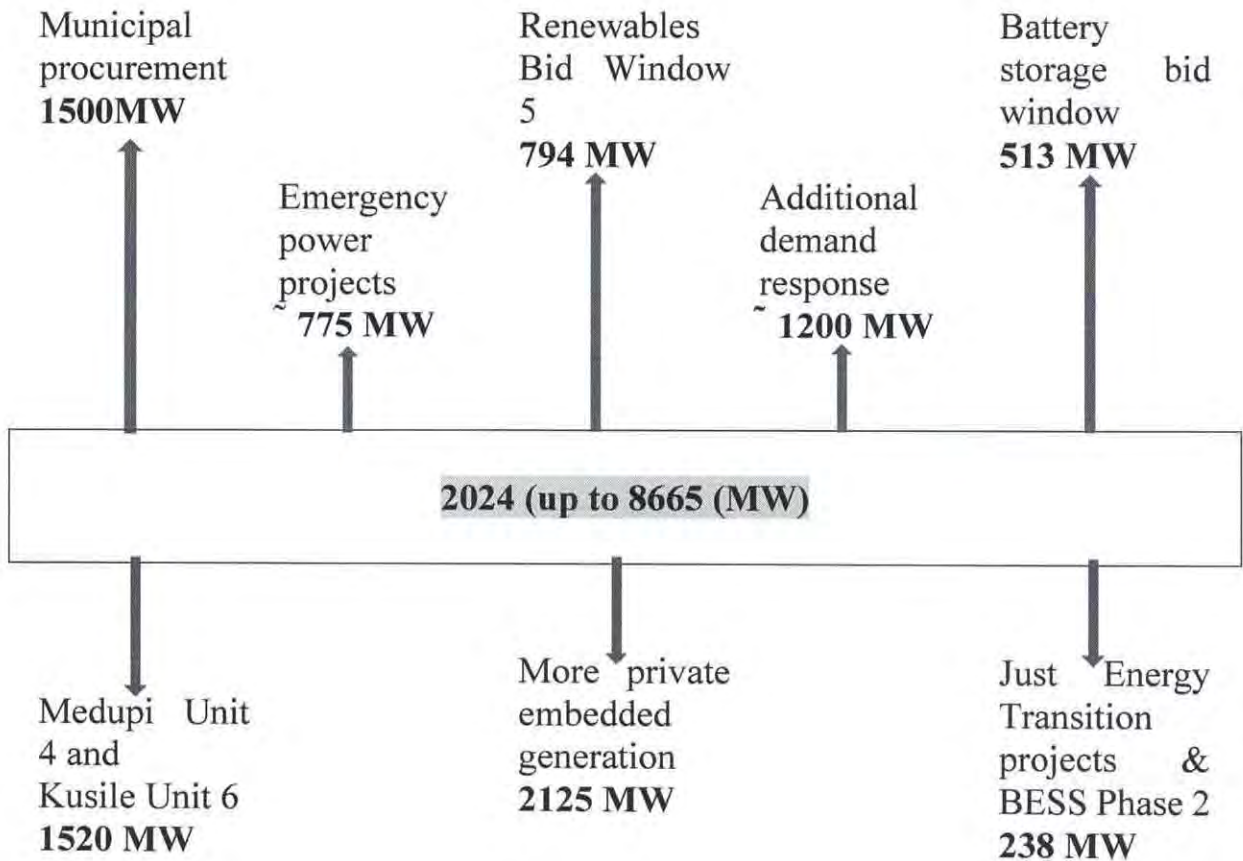 Municipal
procurement
1500MW
Renewables
Bid Window
5
794 MW
Battery
storage bid
window
513 MW
Emergency
power
projects
~ 775 MW
Additional
demand
response
~ 1200 MW
2024 (up to 8665 (MW)
Medupi Unit
4 and
Kusile Unit 6
1520 MW
More private
embedded
generation
2125 MW
Just Energy
Transition
projects &
BESS Phase 2
238 MW